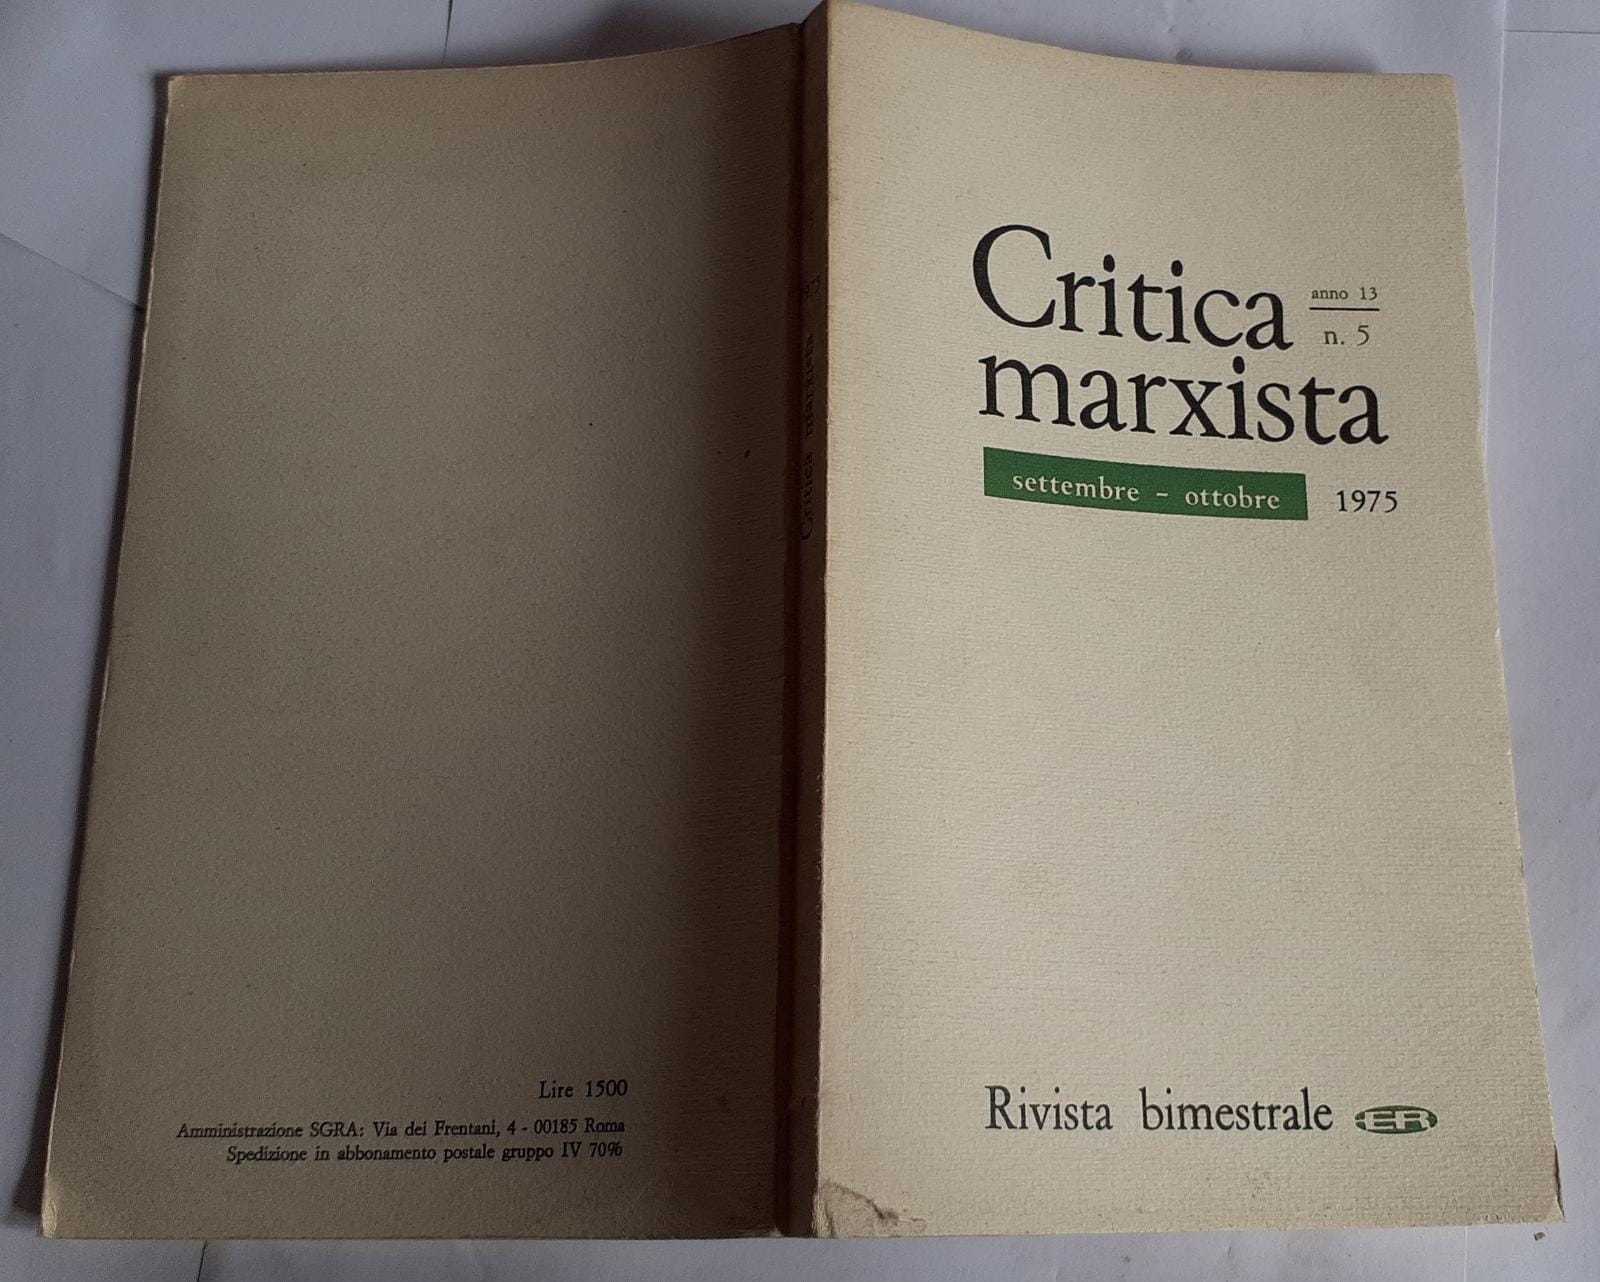 Critica
anno 13
n. 5
marxista
settembre - ottobre 1975
Rivista bimestrale ER
Critica marxista 5
Lire 1500
Amministrazione SGRA: Via dei Frentani, 4 - 00185 Roma
Spedizione in abbonamento postale gruppo IV 70%